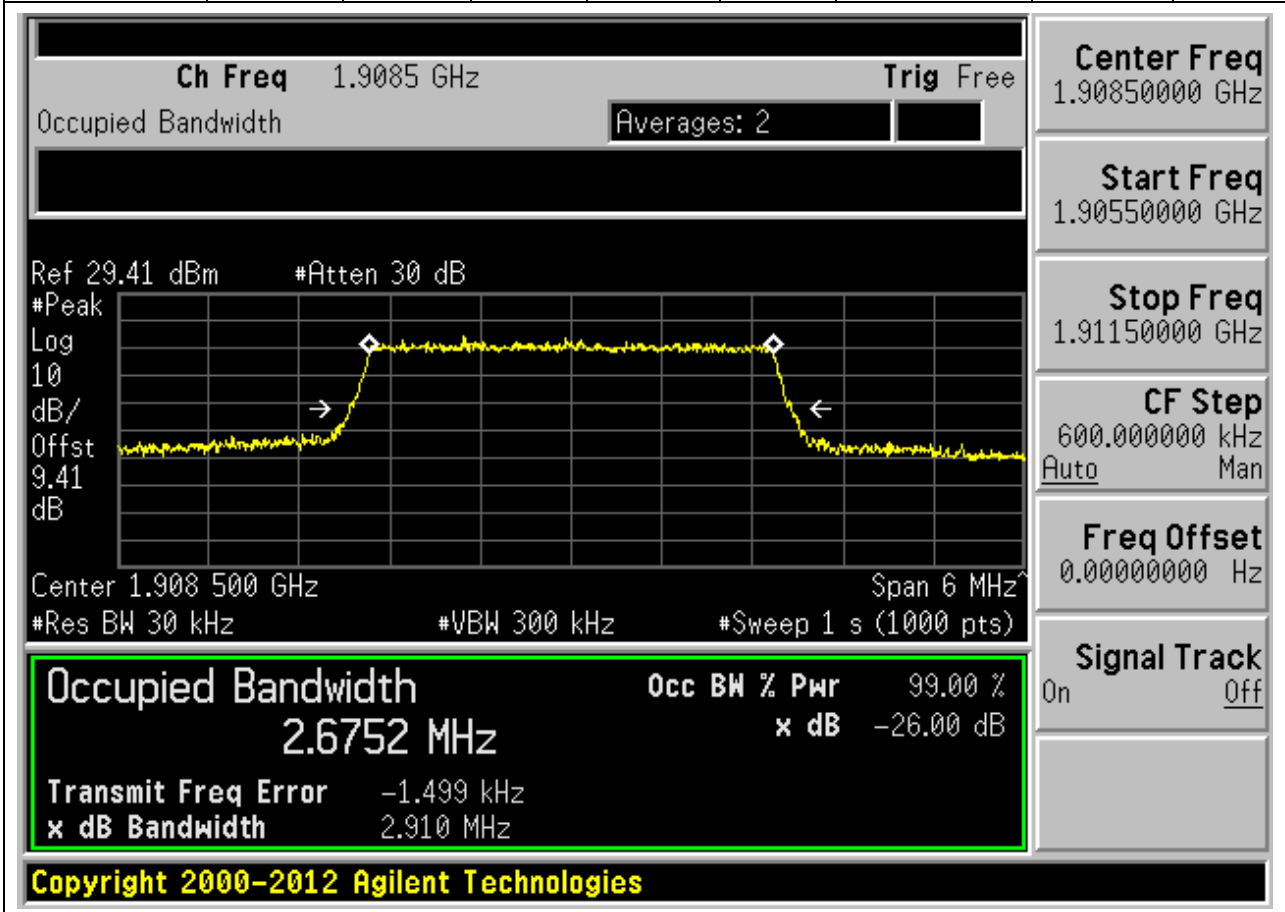 Ch Freq 1.9085 GHz Trig Free
Occupied Bandwidth Averages: 2
Ref 29.41 dBm #Atten 30 dB
#Peak
Log
10
dB/
Offst
9.41
dB
Center 1.908 500 GHz Span 6 MHz^
#Res BW 30 kHz #VBW 300 kHz #Sweep 1 s (1000 pts)
Occupied Bandwidth Occ BW % Pwr 99.00 %
2.6752 MHz x dB -26.00 dB
Transmit Freq Error -1.499 kHz
x dB Bandwidth 2.910 MHz
Copyright 2000-2012 Agilent Technologies
Center Freq
1.90850000 GHz
Start Freq
1.90550000 GHz
Stop Freq
1.91150000 GHz
CF Step
600.000000 kHz
Auto Man
Freq Offset
0.00000000 Hz
Signal Track
On Off